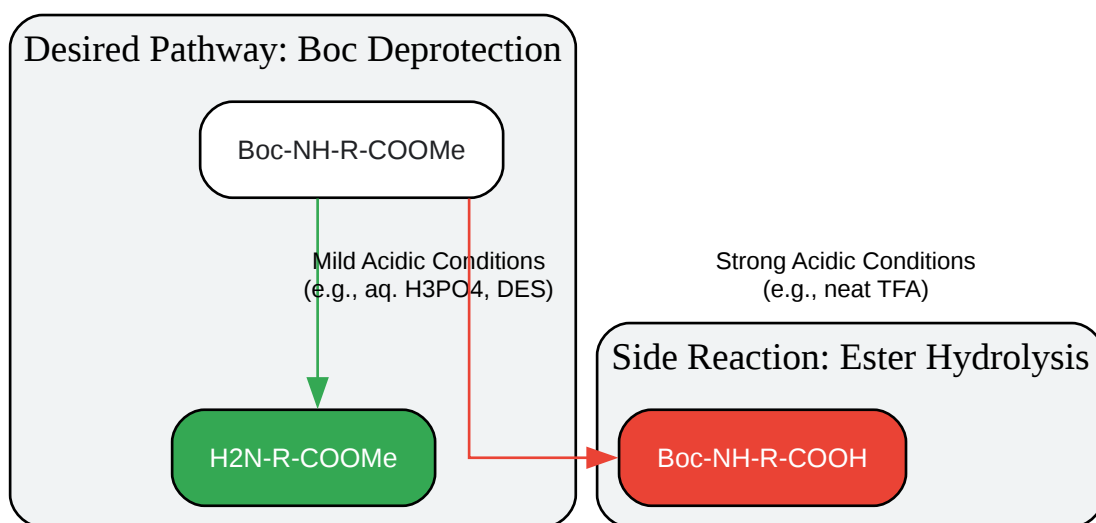 Desired Pathway: Boc Deprotection
Boc-NH-R-COOMe
Mild Acidic Conditions
(e.g., aq. H3PO4, DES)
Strong Acidic Conditions
(e.g., neat TFA)
Side Reaction: Ester Hydrolysis
H2N-R-COOMe
Boc-NH-R-COOH